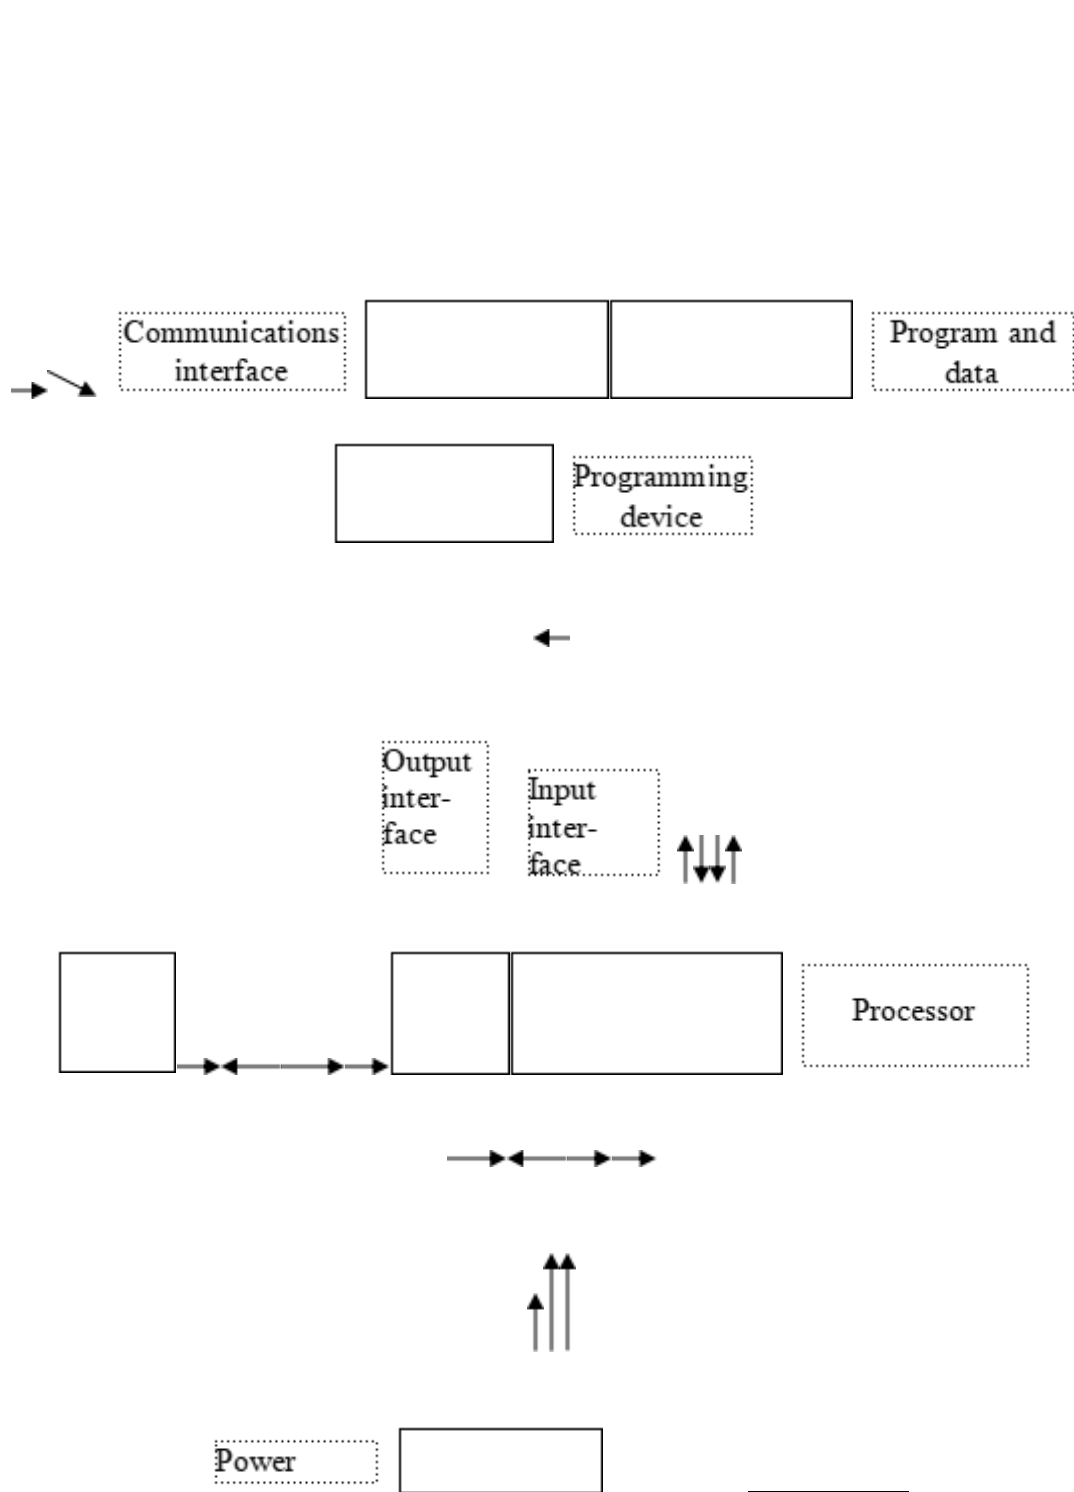 Communications
interface
Program and
data
Programming
device
Output
inter-
face
Input
inter-
face
Processor
Power